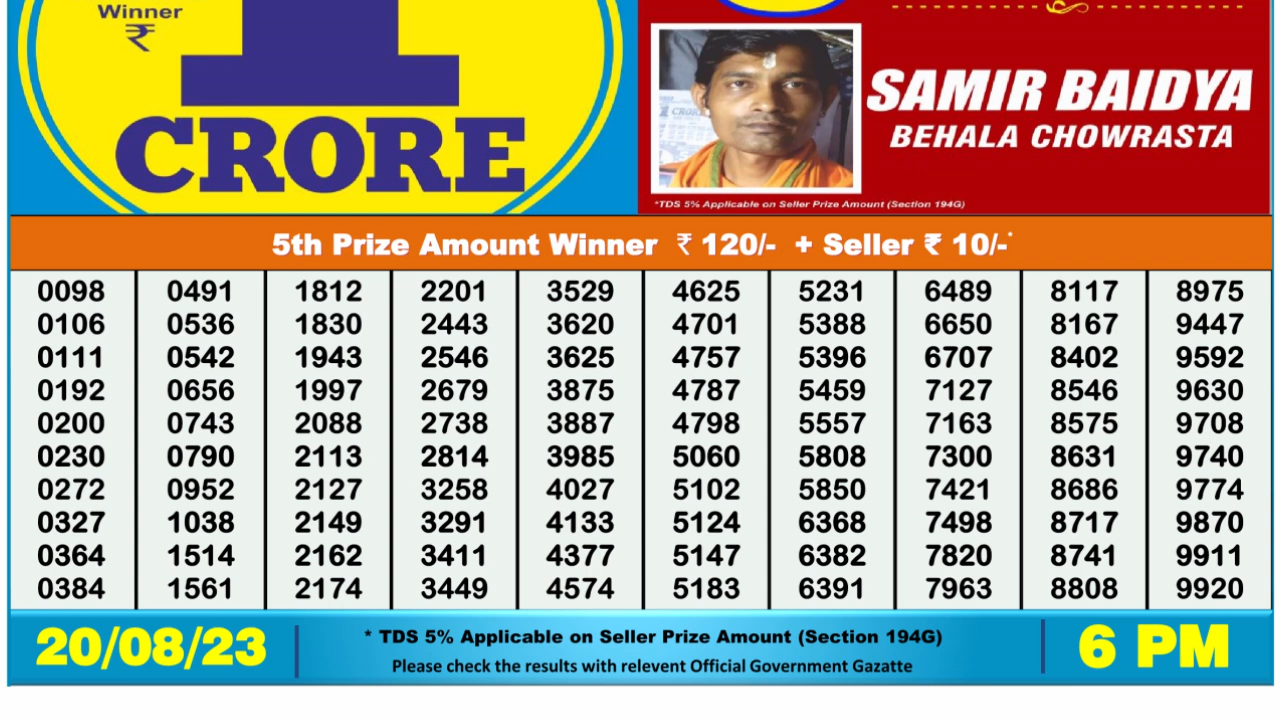 Winner
₹
1
CRORE
SAMIR BAIDYA
BEHALA CHOWRASTA
*TDS 5% Applicable on Seller Prize Amount (Section 194G)
5th Prize Amount Winner ₹ 120/- + Seller ₹ 10/-*
0098 0491 1812 2201 3529 4625 5231 6489 8117 8975
0106 0536 1830 2443 3620 4701 5388 6650 8167 9447
0111 0542 1943 2546 3625 4757 5396 6707 8402 9592
0192 0656 1997 2679 3875 4787 5459 7127 8546 9630
0200 0743 2088 2738 3887 4798 5557 7163 8575 9708
0230 0790 2113 2814 3985 5060 5808 7300 8631 9740
0272 0952 2127 3258 4027 5102 5850 7421 8686 9774
0327 1038 2149 3291 4133 5124 6368 7498 8717 9870
0364 1514 2162 3411 4377 5147 6382 7820 8741 9911
0384 1561 2174 3449 4574 5183 6391 7963 8808 9920
20/08/23
* TDS 5% Applicable on Seller Prize Amount (Section 194G)
Please check the results with relevent Official Government Gazatte
6 PM